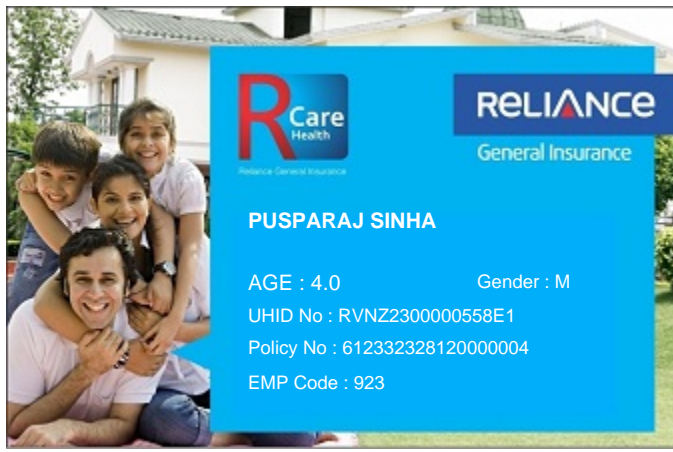 RCare
Health
Reliance General Insurance
RELIANCE
General Insurance
PUSPARAJ SINHA
AGE : 4.0
Gender : M
UHID No : RVNZ2300000558E1
Policy No : 612332328120000004
EMP Code : 923